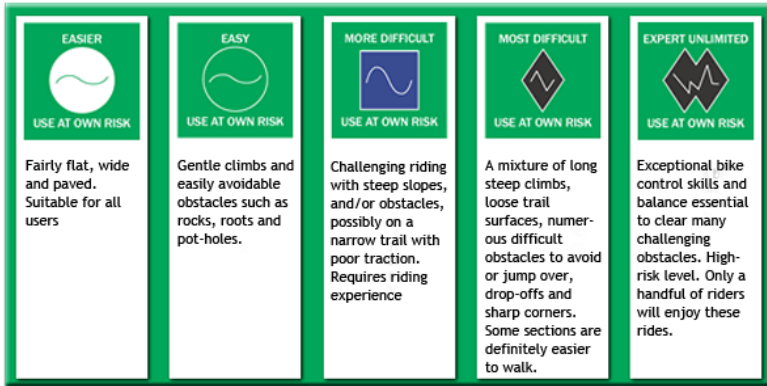 EASIER
USE AT OWN RISK
Fairly flat, wide
and paved.
Suitable for all
users
EASY
USE AT OWN RISK
Gentle climbs and
easily avoidable
obstacles such as
rocks, roots and
pot-holes.
MORE DIFFICULT
USE AT OWN RISK
Challenging riding
with steep slopes,
and/or obstacles,
possibly on a
narrow trail with
poor traction.
Requires riding
experience
MOST DIFFICULT
USE AT OWN RISK
A mixture of long
steep climbs,
loose trail
surfaces, numer-
ous difficult
obstacles to avoid
or jump over,
drop-offs and
sharp corners.
Some sections are
definitely easier
to walk.
EXPERT UNLIMITED
USE AT OWN RISK
Exceptional bike
control skills and
balance essential
to clear many
challenging
obstacles. High-
risk level. Only a
handful of riders
will enjoy these
rides.